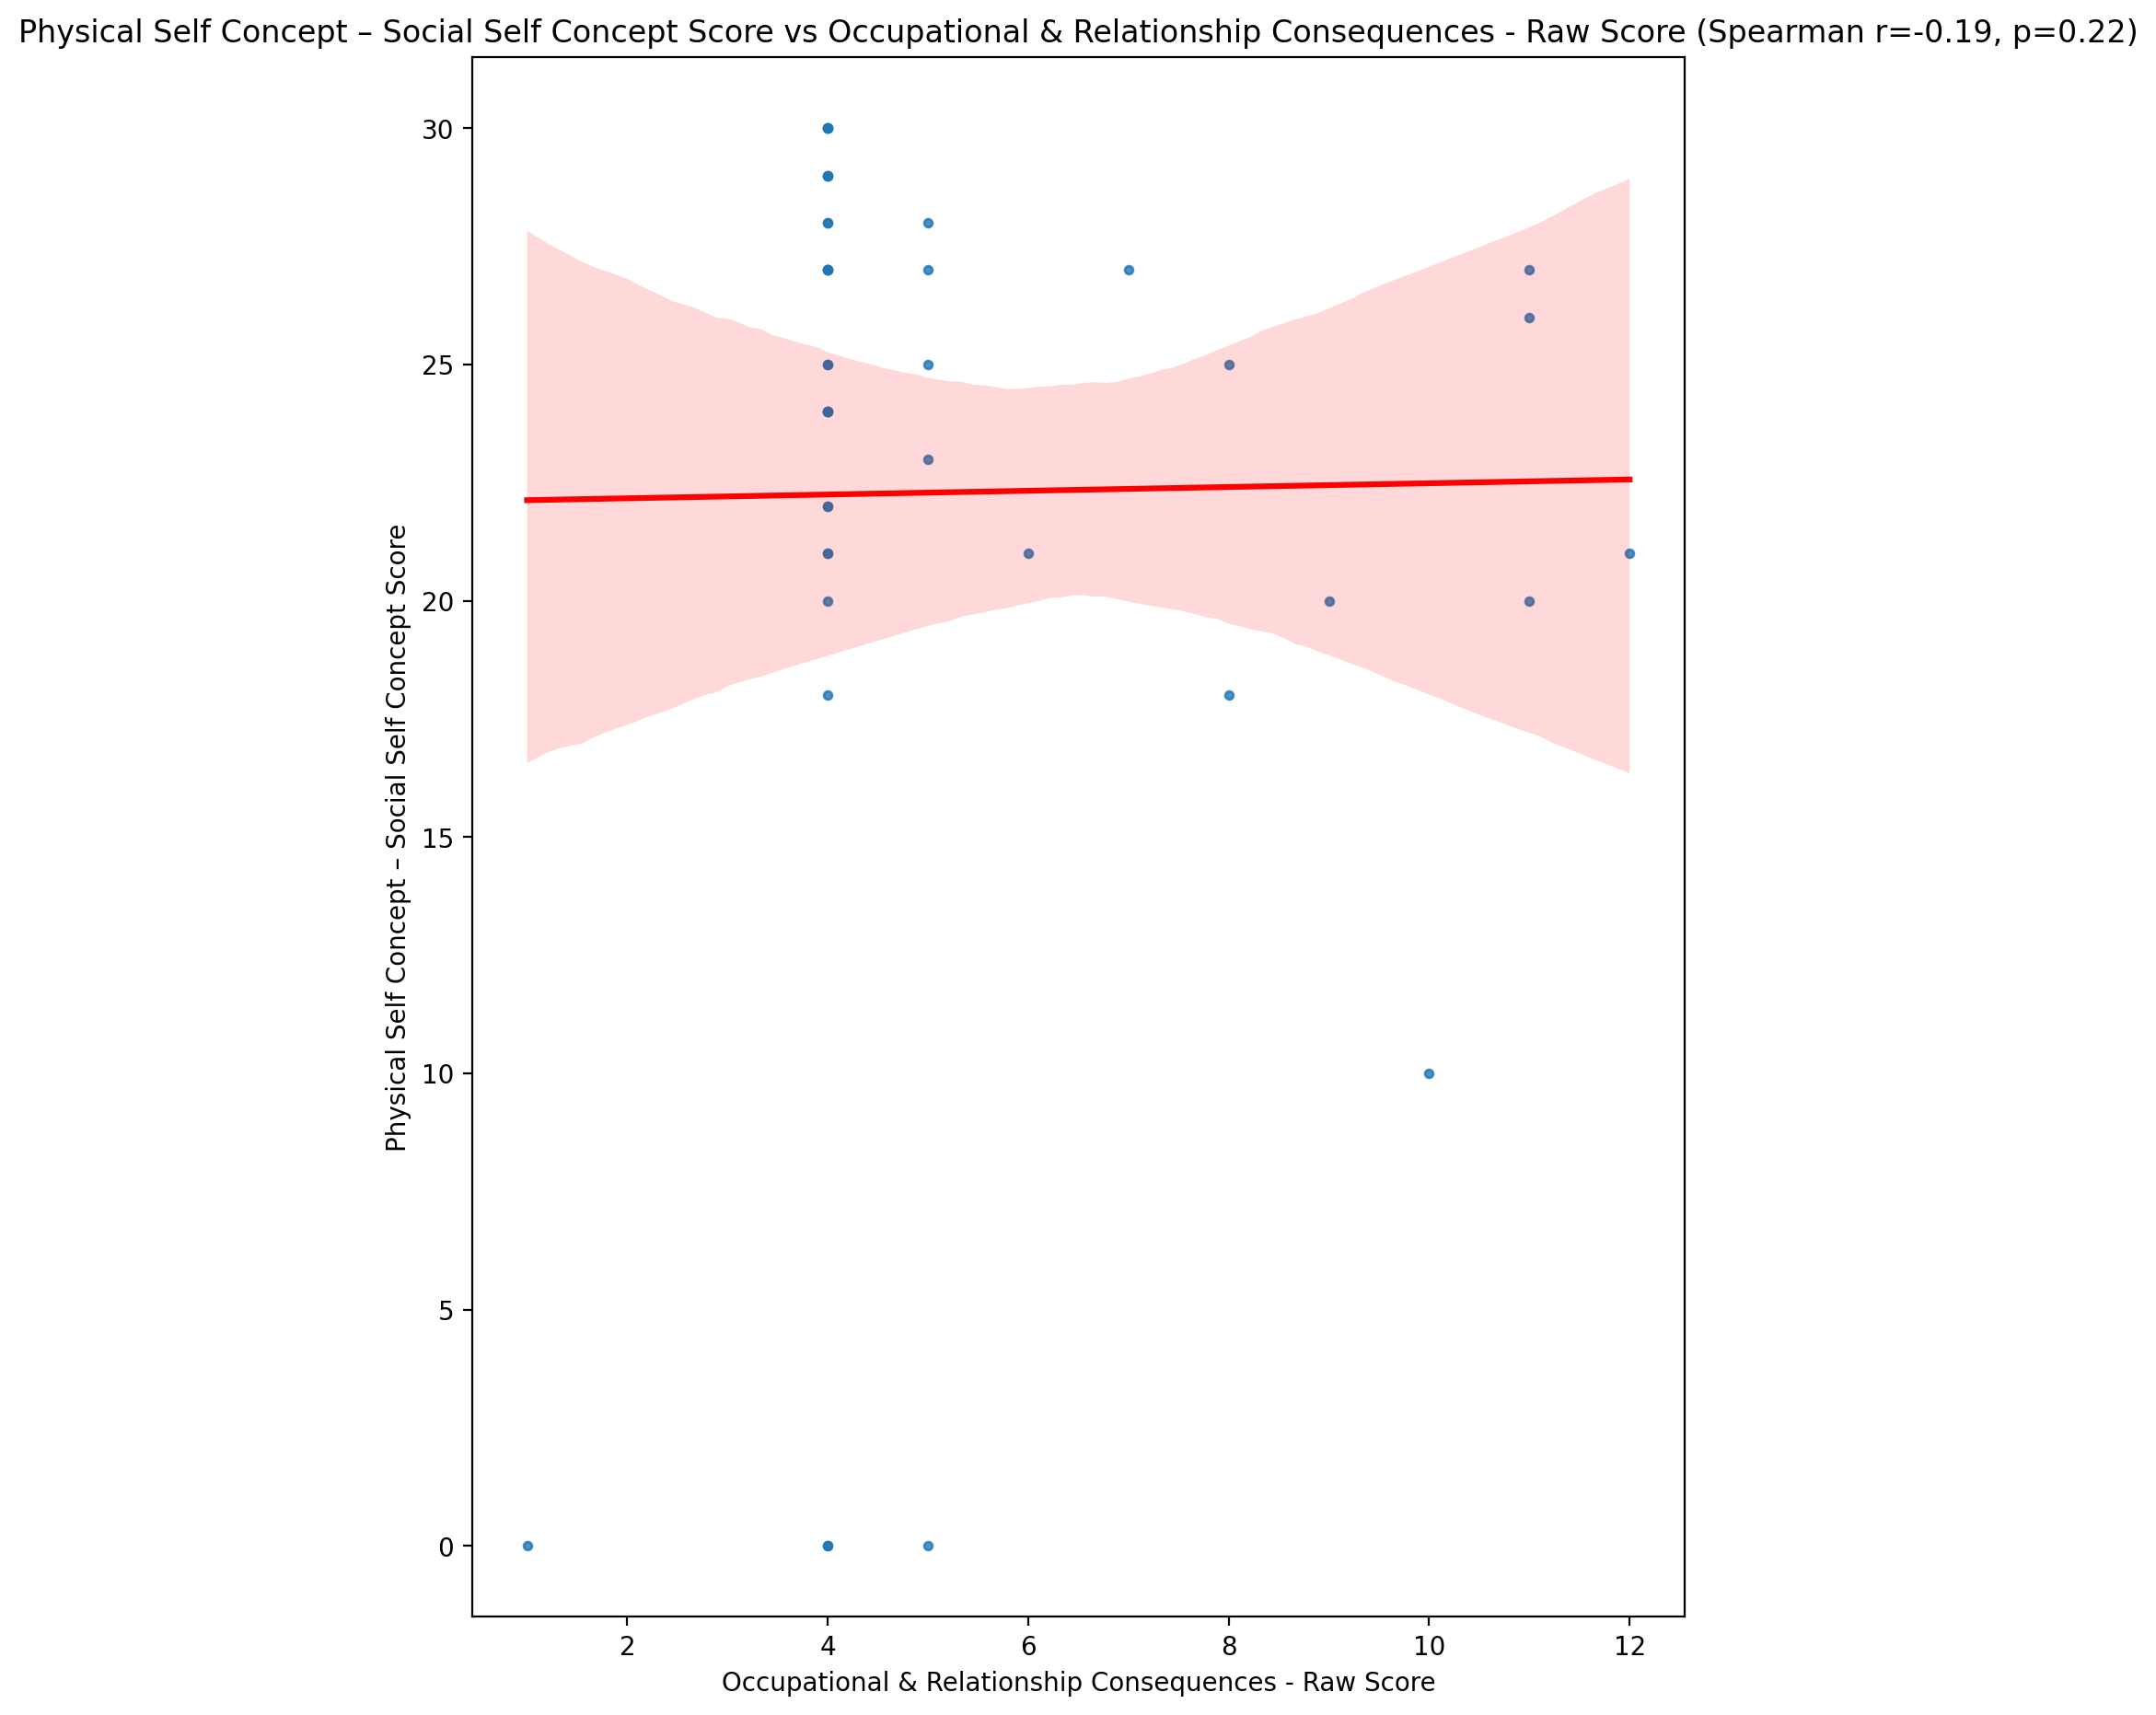 Physical Self Concept – Social Self Concept Score vs Occupational & Relationship Consequences - Raw Score (Spearman r=-0.19, p=0.22)
Physical Self Concept – Social Self Concept Score
30
25
20
15
10
5
0
2 4 6 8 10 12
Occupational & Relationship Consequences - Raw Score